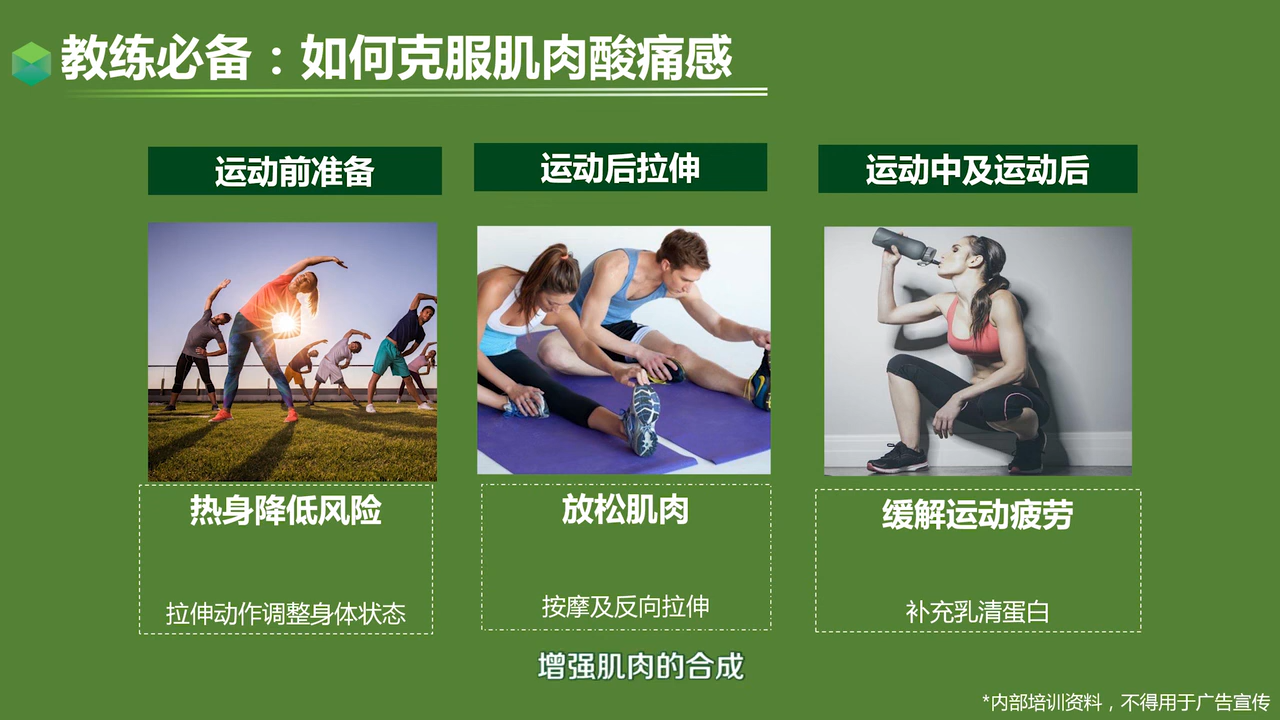 教练必备：如何克服肌肉酸痛感
运动前准备
运动后拉伸
运动中及运动后
热身降低风险
拉伸动作调整身体状态
放松肌肉
按摩及反向拉伸
缓解运动疲劳
补充乳清蛋白
增强肌肉的合成
*内部培训资料，不得用于广告宣传